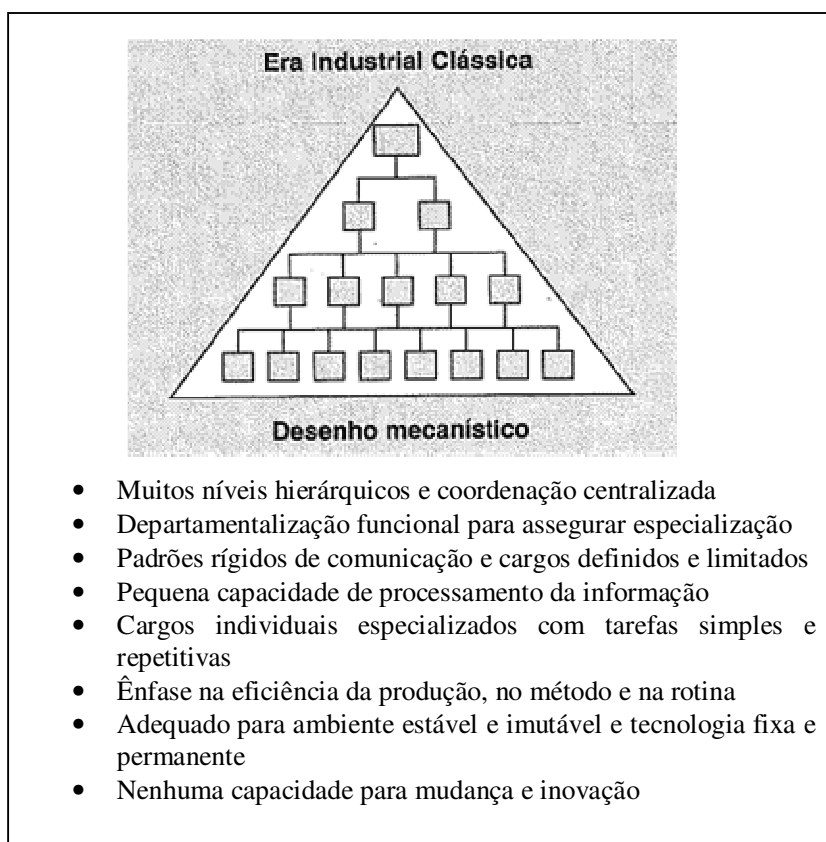 Era Industrial Clássica
Desenho mecanístico
• Muitos níveis hierárquicos e coordenação centralizada
• Departamentalização funcional para assegurar especialização
• Padrões rígidos de comunicação e cargos definidos e limitados
• Pequena capacidade de processamento da informação
• Cargos individuais especializados com tarefas simples e
repetitivas
• Ênfase na eficiência da produção, no método e na rotina
• Adequado para ambiente estável e imutável e tecnologia fixa e
permanente
• Nenhuma capacidade para mudança e inovação